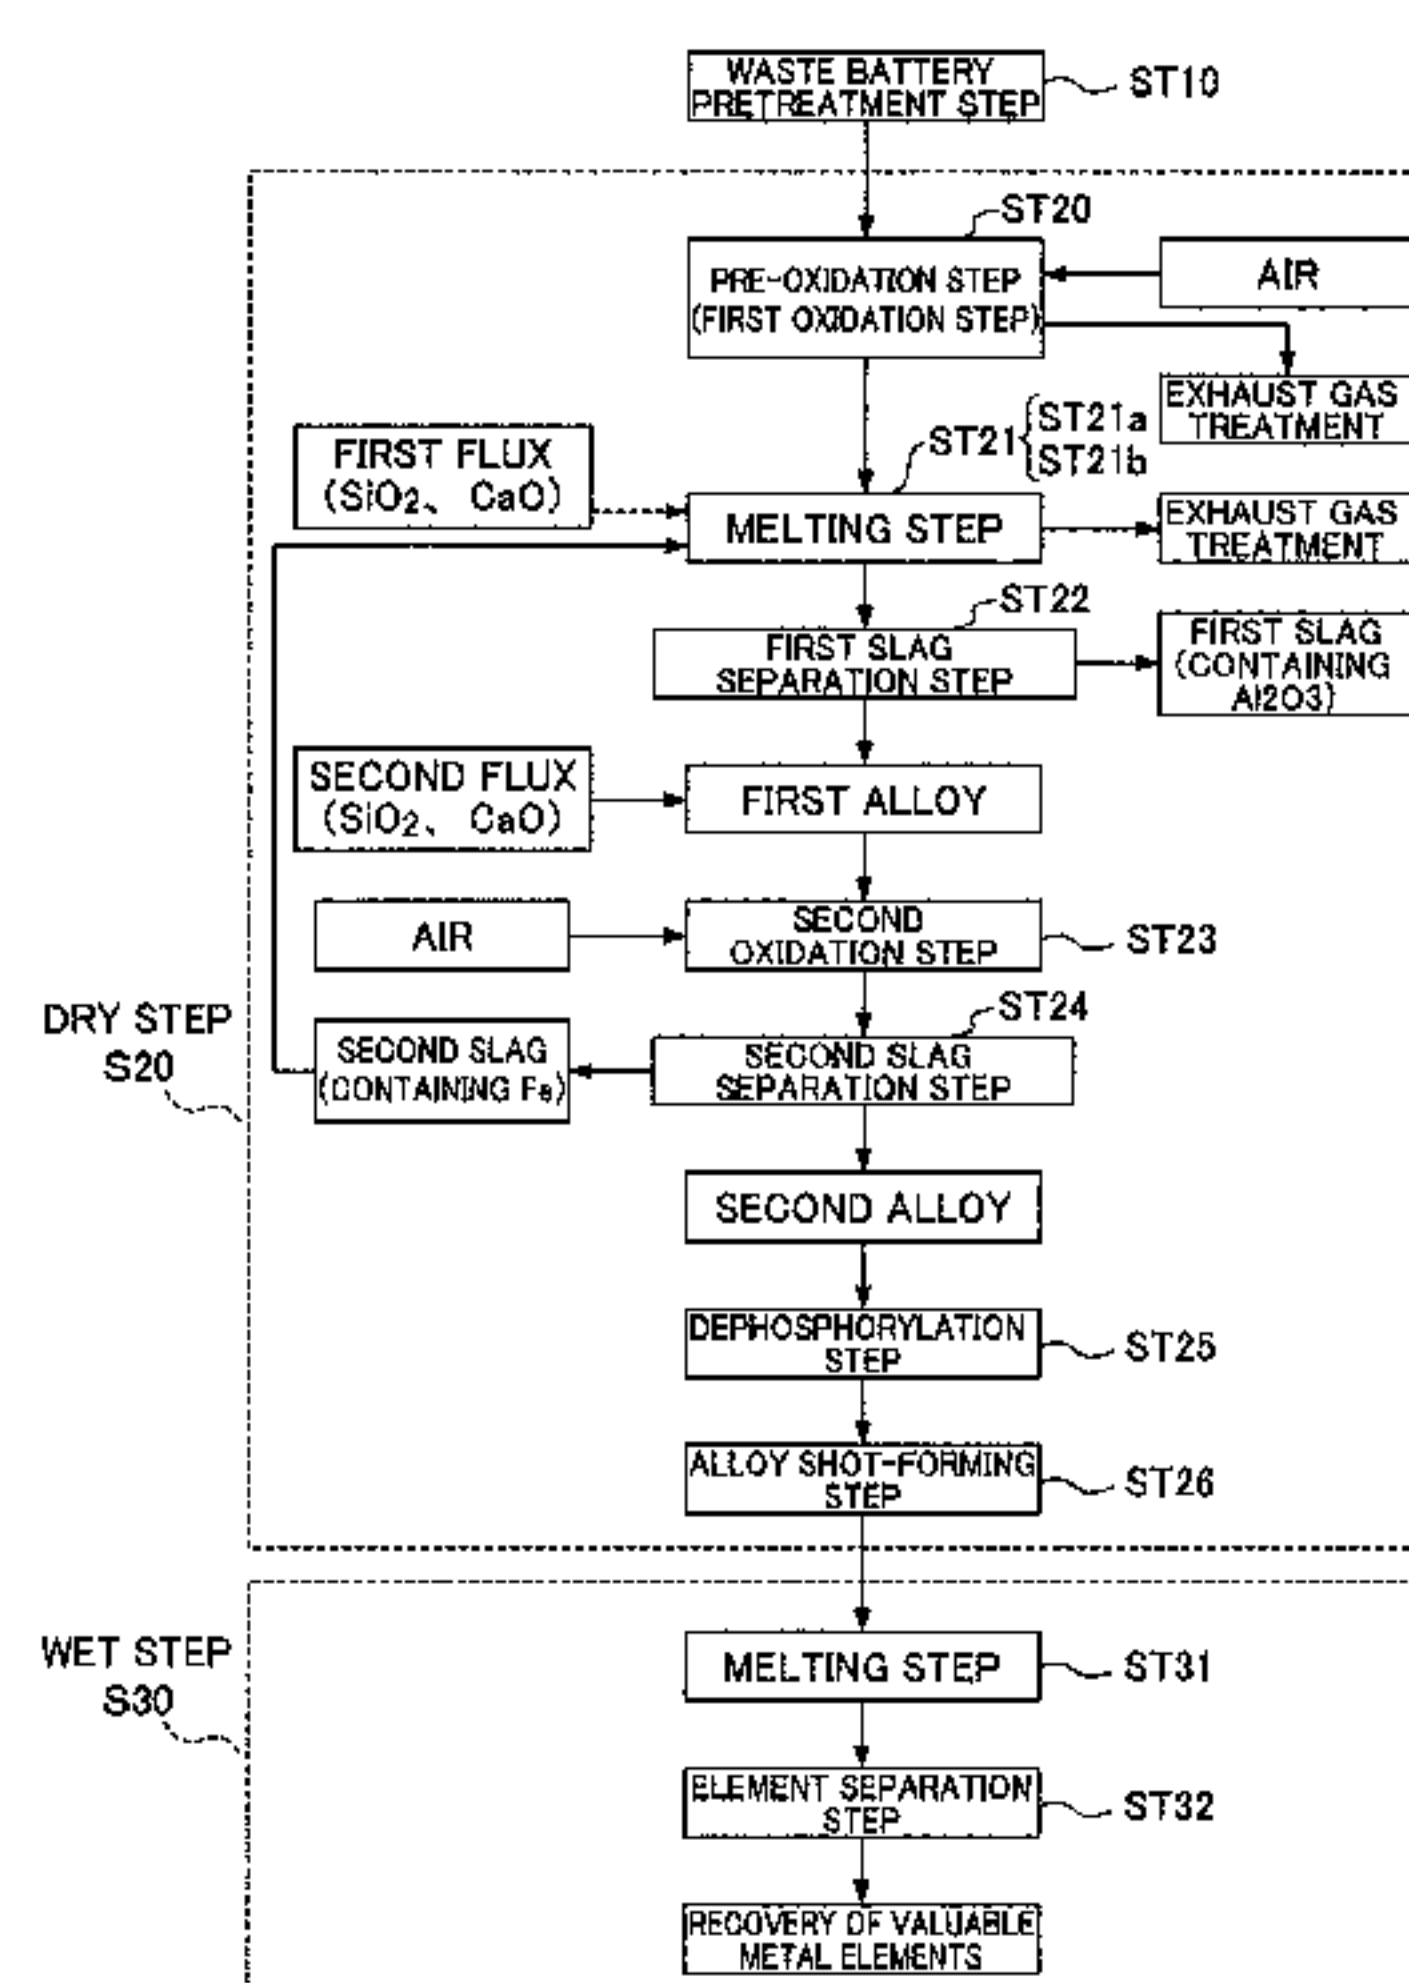 WASTE BATTERY
PRETREATMENT STEP
ST10
ST20
PRE-OXIDATION STEP
(FIRST OXIDATION STEP)
AIR
EXHAUST GAS
TREATMENT
ST21
ST21a
ST21b
FIRST FLUX
(SiO2、 CaO)
MELTING STEP
EXHAUST GAS
TREATMENT
ST22
FIRST SLAG
SEPARATION STEP
FIRST SLAG
(CONTAINING
Al2O3)
SECOND FLUX
(SiO2、 CaO)
FIRST ALLOY
AIR
SECOND
OXIDATION STEP
ST23
ST24
DRY STEP
S20
SECOND SLAG
(CONTAINING Fe)
SECOND SLAG
SEPARATION STEP
SECOND ALLOY
DEPHOSPHORYLATION
STEP
ST25
ALLOY SHOT-FORMING
STEP
ST26
WET STEP
S30
MELTING STEP
ST31
ELEMENT SEPARATION
STEP
ST32
RECOVERY OF VALUABLE
METAL ELEMENTS